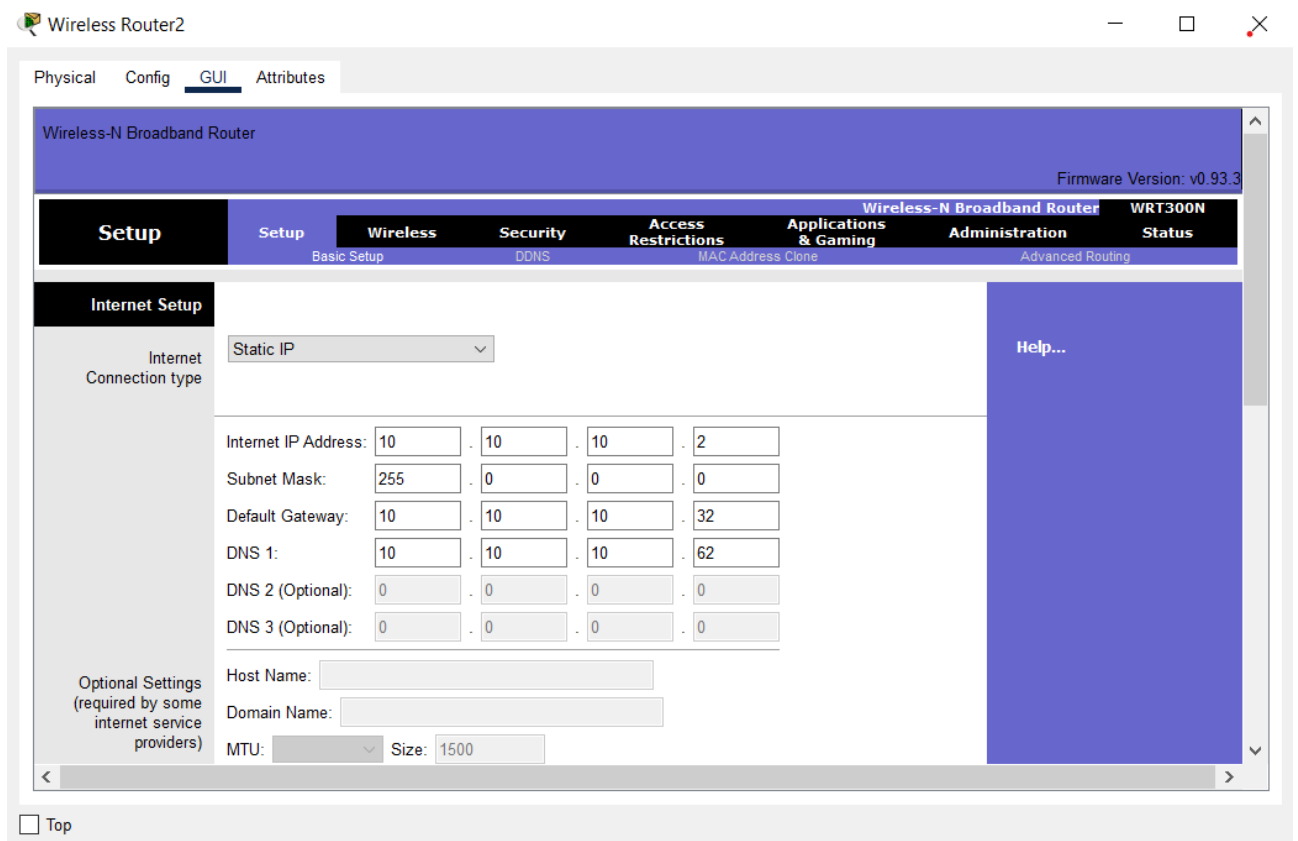 Wireless Router2
Physical Config GUI Attributes
Wireless-N Broadband Router
Firmware Version: v0.93.3
Wireless-N Broadband Router WRT300N
Setup
Setup Wireless Security Access Restrictions Applications & Gaming Administration Status
Basic Setup DDNS MAC Address Clone Advanced Routing
Internet Setup
Internet
Connection type
Static IP
Help...
Internet IP Address: 10 . 10 . 10 . 2
Subnet Mask: 255 . 0 . 0 . 0
Default Gateway: 10 . 10 . 10 . 32
DNS 1: 10 . 10 . 10 . 62
DNS 2 (Optional): 0 . 0 . 0 . 0
DNS 3 (Optional): 0 . 0 . 0 . 0
Optional Settings
(required by some
internet service
providers)
Host Name:
Domain Name:
MTU: Size: 1500
Top